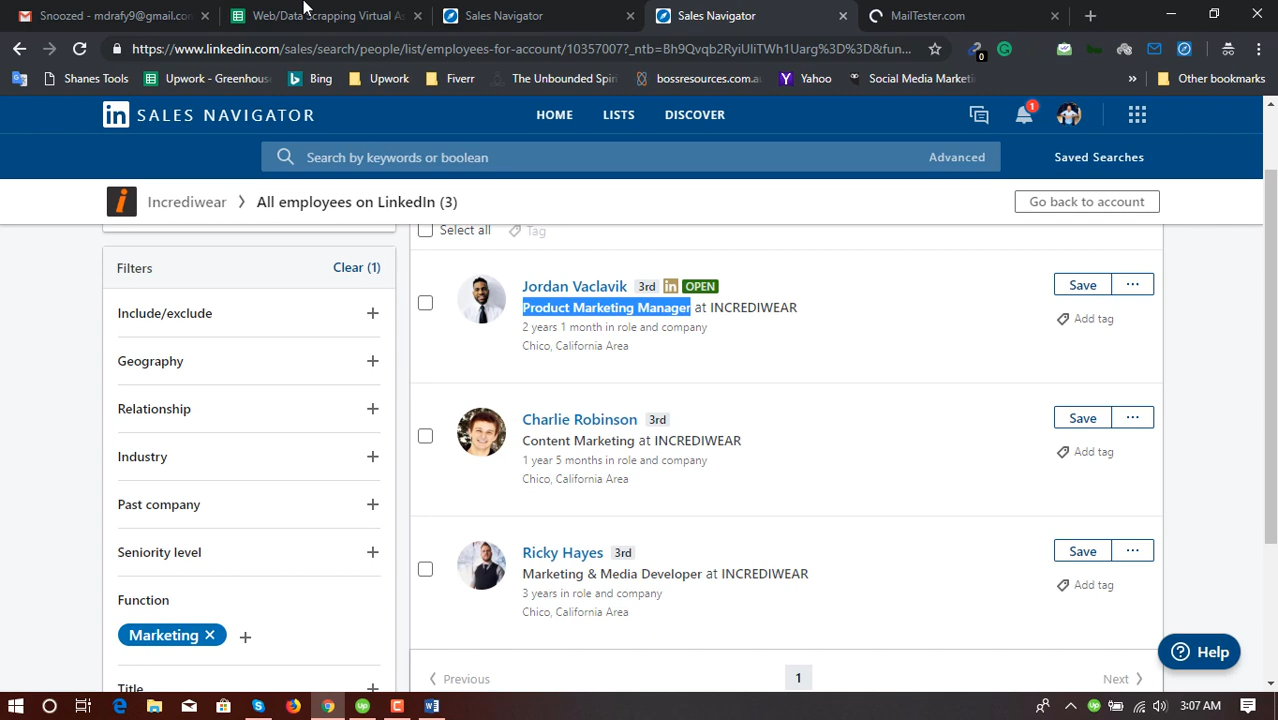 Snoozed - mdrafy9@gmail.co
Web/Data Scrapping Virtual As
Sales Navigator
Sales Navigator
MailTester.com
https://www.linkedin.com/sales/search/people/list/employees-for-account/10357007?_ntb=Bh9Qvqb2RyiUliTWh1Uarg%3D%3D&fun...
0
Shanes Tools
Upwork - Greenhouse
Bing
Upwork
Fiverr
The Unbounded Spiri
bossresources.com.au
Yahoo
Social Media Marketi
Other bookmarks
in SALES NAVIGATOR
HOME
LISTS
DISCOVER
1
Search by keywords or boolean
Advanced
Saved Searches
i Incrediwear > All employees on LinkedIn (3)
Go back to account
Select all
Tag
Filters
Clear (1)
Include/exclude +
Geography +
Relationship +
Industry +
Past company +
Seniority level +
Function
Marketing × +
Title +
Jordan Vaclavik 3rd in OPEN
Product Marketing Manager at INCREDIWEAR
2 years 1 month in role and company
Chico, California Area
Save ...
Add tag
Charlie Robinson 3rd
Content Marketing at INCREDIWEAR
1 year 5 months in role and company
Chico, California Area
Save ...
Add tag
Ricky Hayes 3rd
Marketing & Media Developer at INCREDIWEAR
3 years in role and company
Chico, California Area
Save ...
Add tag
Previous
1
Next
Help
3:07 AM